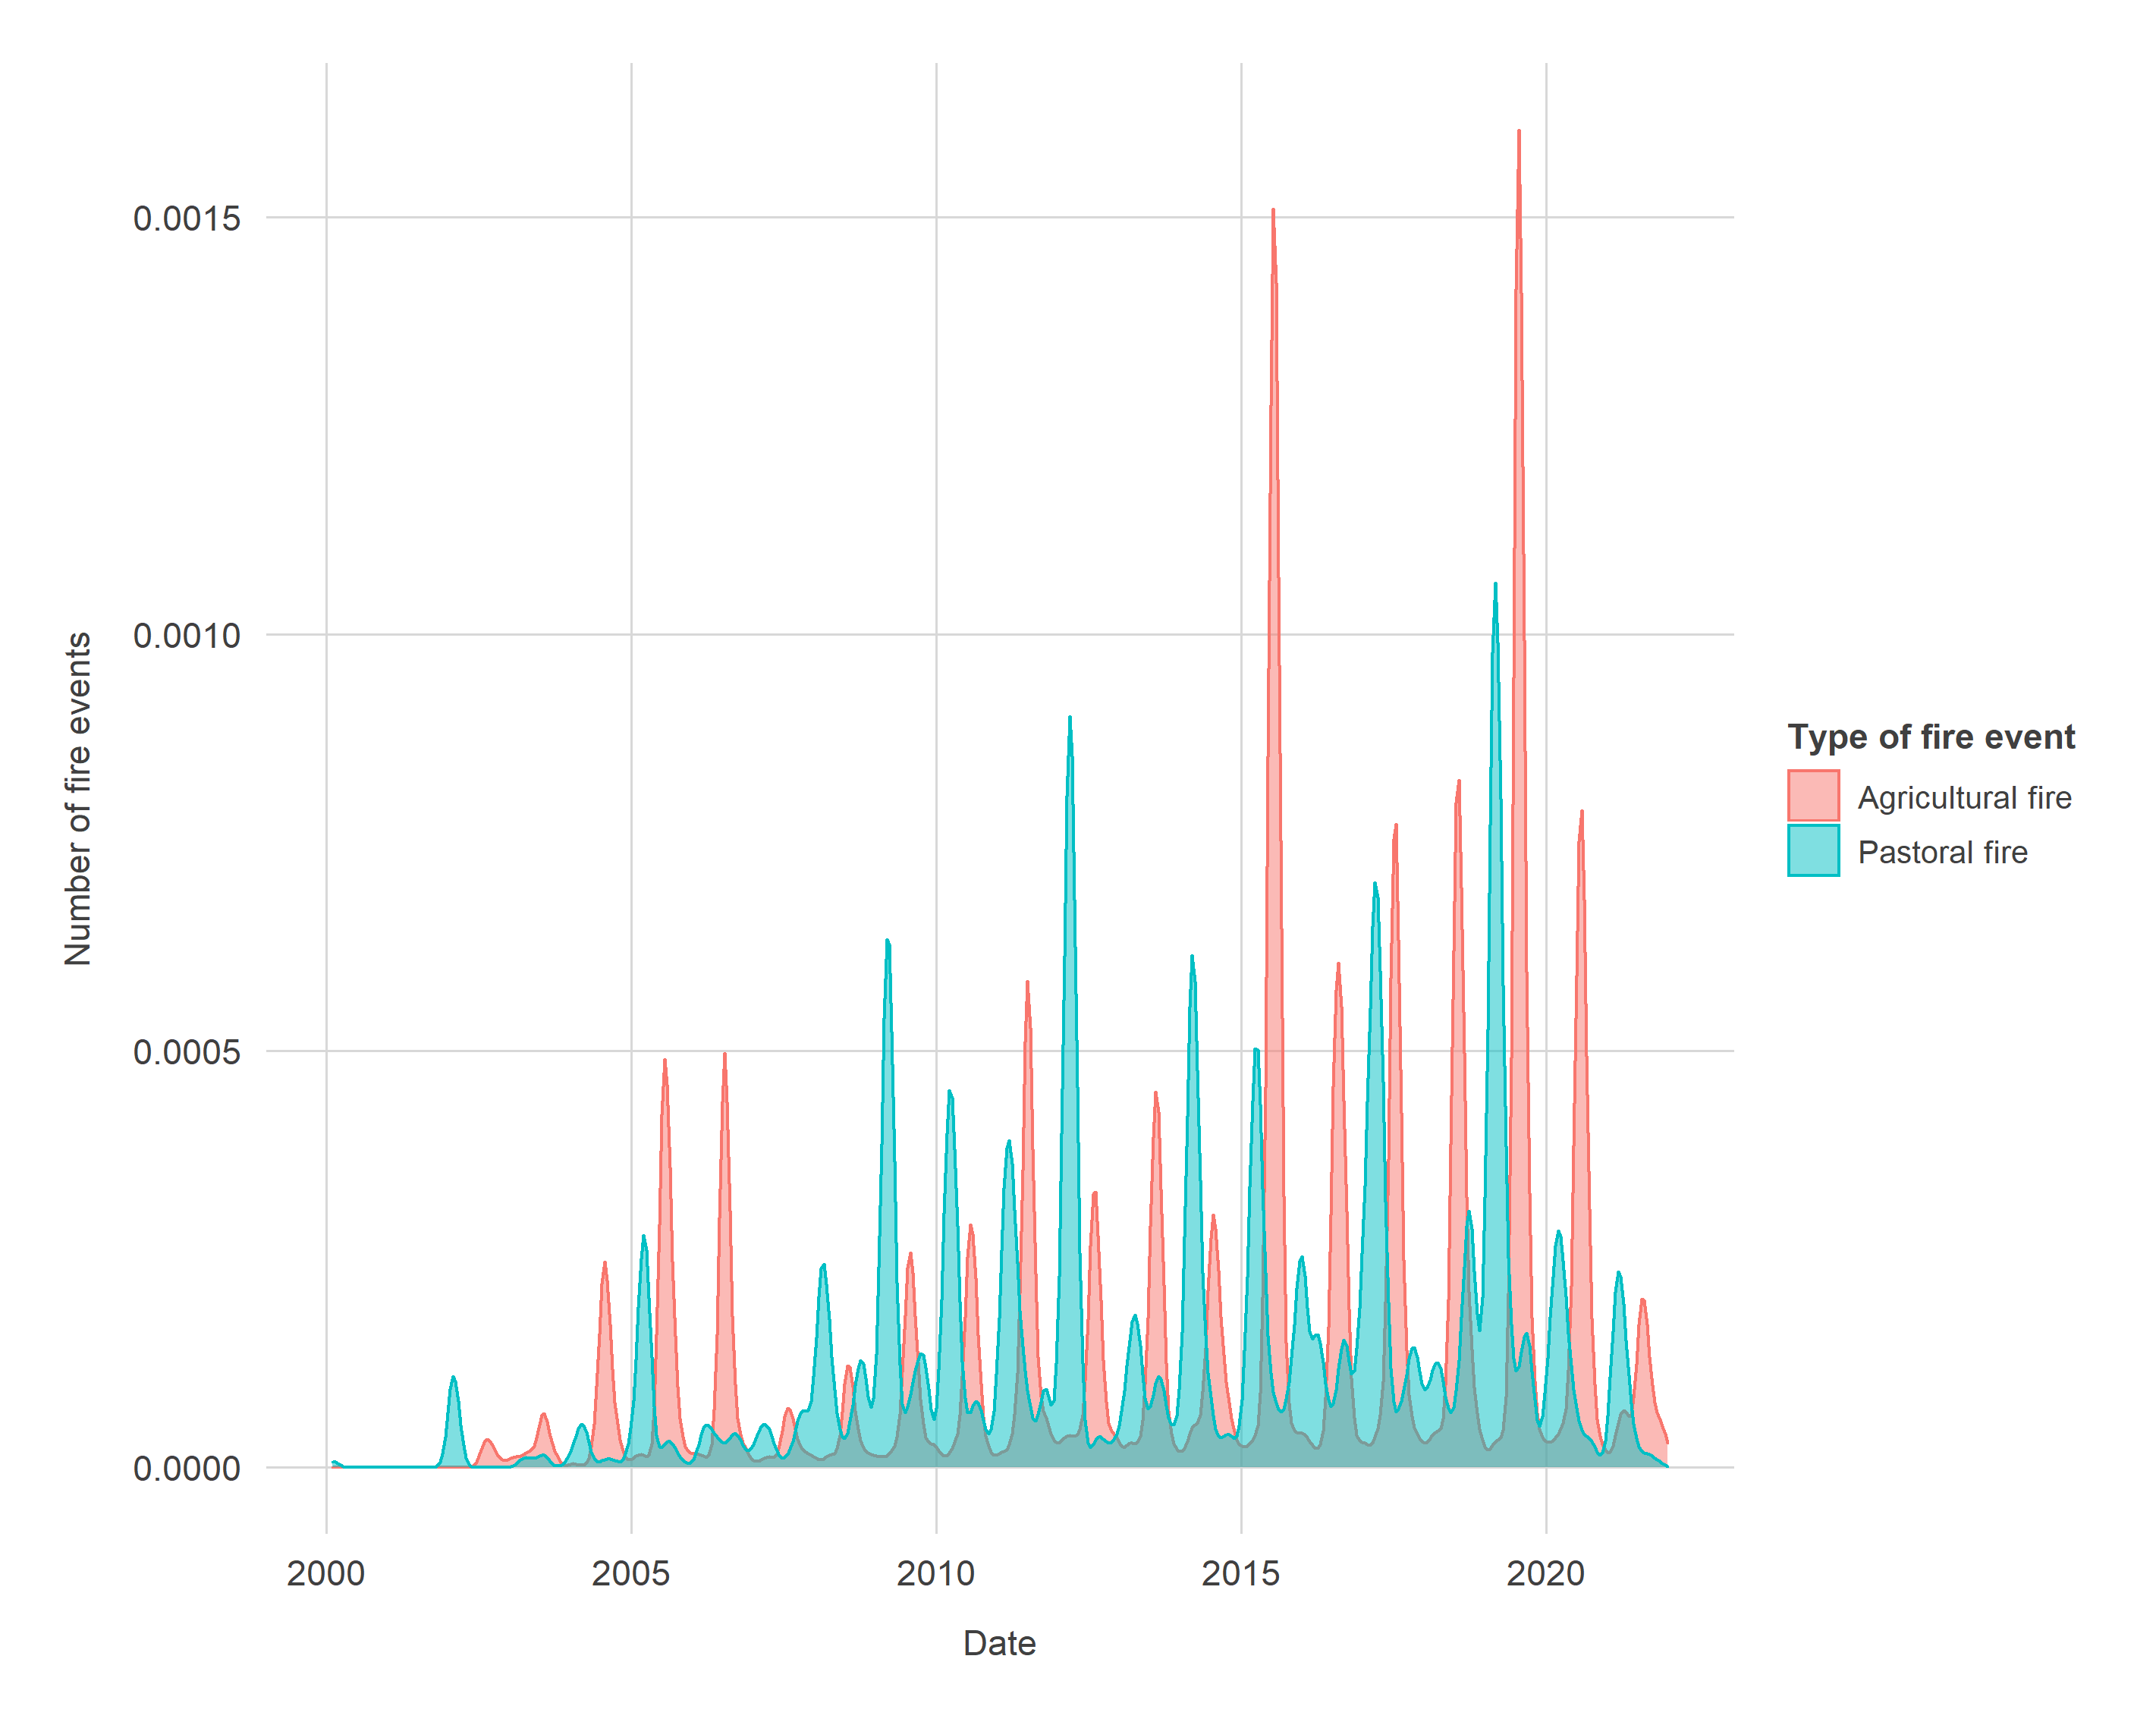 0.0015
0.0010
0.0005
0.0000
Number of fire events
2000
2005
2010
2015
2020
Date
Type of fire event
Agricultural fire
Pastoral fire